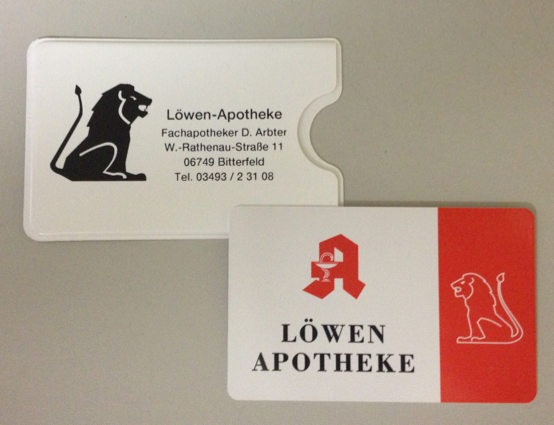 Löwen-Apotheke
Fachapotheker D. Arbter
W.-Rathenau-Straße 11
06749 Bitterfeld
Tel. 03493 / 2 31 08
LÖWEN
APOTHEKE